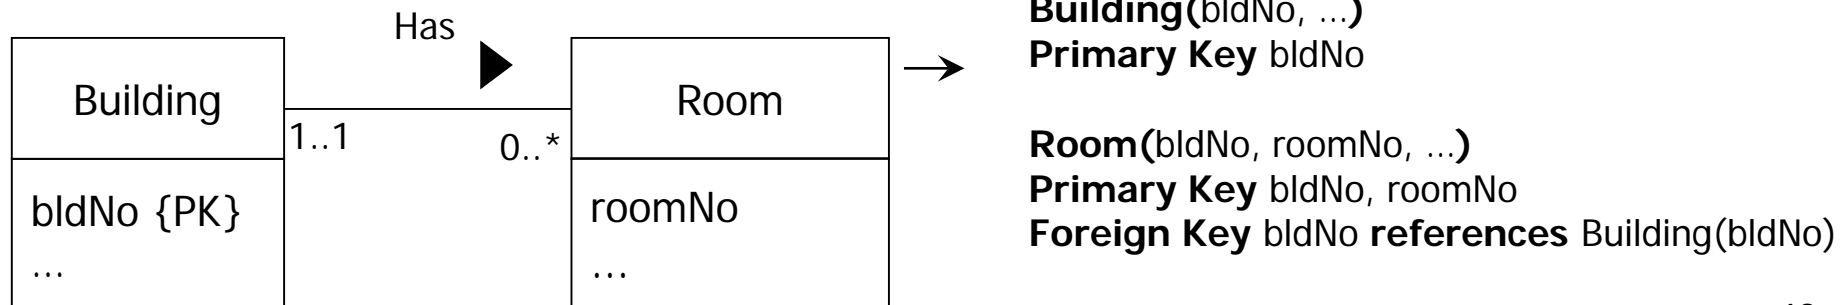 Has
Building
1..1
0..*
Room
bldNo {PK}
...
roomNo
...
Building(bldNo, ...)
Primary Key bldNo
Room(bldNo, roomNo, ...)
Primary Key bldNo, roomNo
Foreign Key bldNo references Building(bldNo)